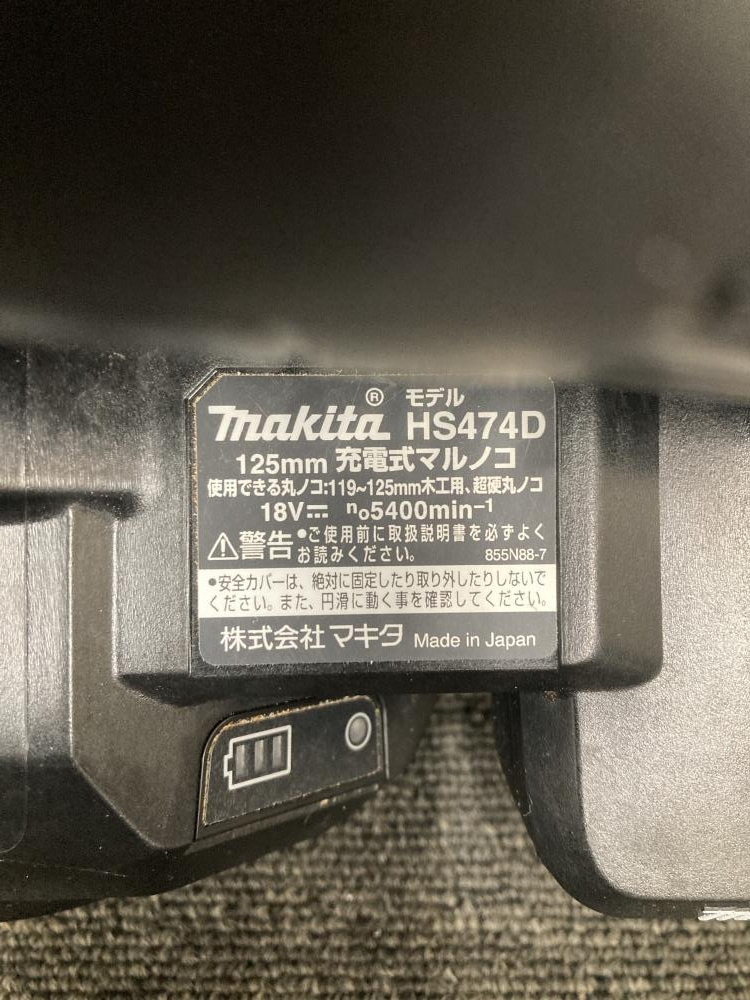 ® モデル
makita HS474D
125mm 充電式マルノコ
使用できる丸ノコ:119~125mm木工用、超硬丸ノコ
18V⎓ n₀5400min⁻¹
⚠警告 •ご使用前に取扱説明書を必ずよく
お読みください。 855N88-7
•安全カバーは、絶対に固定したり取り外したりしないで
ください。また、円滑に動く事を確認してください。
株式会社 マキタ Made in Japan